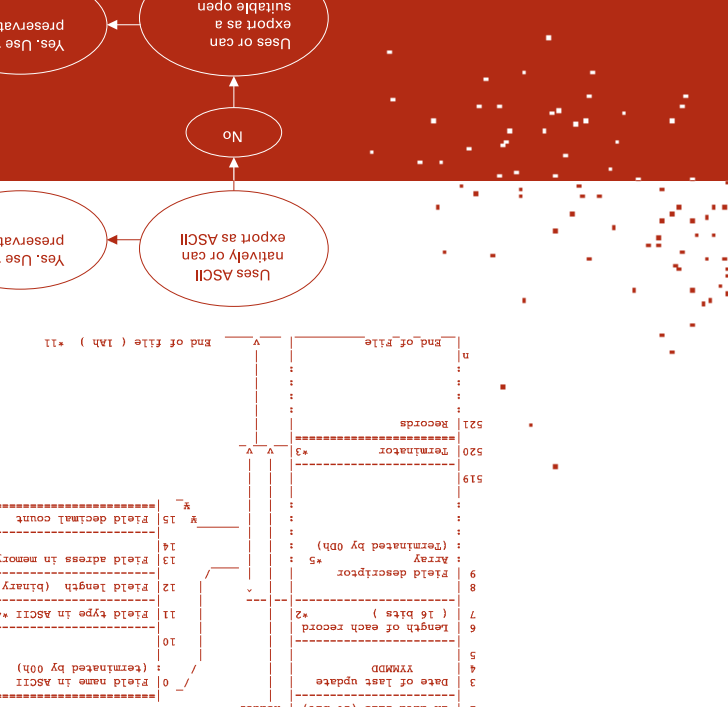 3 Date of last update
4 YYMMDD
5
6 Length of each record
7 ( 16 bits ) *2
8
9 Field descriptor
Array *5
(Terminated by 0Dh)
519
520 Terminator *3
521 Records
n
End of File
0 Field name in ASCII
: (terminated by 00h)
10
11 Field type in ASCII
12 Field length (binary
13 Field adress in memory
14
15 Field decimal count
End of file ( 1Ah ) *11
Uses ASCII
natively or can
export as ASCII
Yes. Use
preservat
No
Uses or can
export as a
suitable open
Yes. Use
preservat